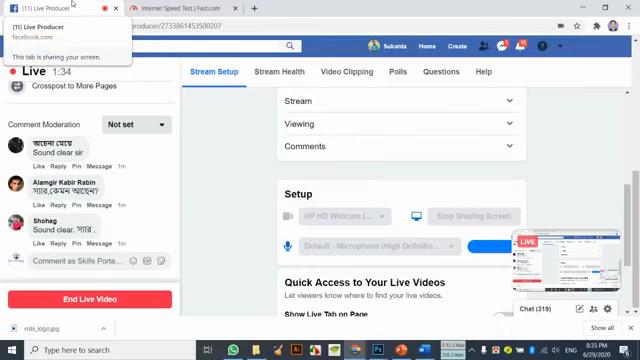 (11) Live Producer
Internet Speed Test | Fast.com
producer/2733861453500207
(11) Live Producer
facebook.com
This tab is sharing your screen.
Sukanta
Home
Create
Live 1:34
Crosspost to More Pages
Comment Moderation
Not set
অচেনা মেয়ে
Sound clear sir
Like Reply Pin Message 1m
Alamgir Kabir Rabin
স্যার,কেমন আছেন?
Like Reply Pin Message 1m
Shohag
Sound clear. স্যার .
Like Reply Pin Message 1m
Comment as Skills Porta...
End Live Video
Stream Setup
Stream Health
Video Clipping
Polls
Questions
Help
Stream
Viewing
Comments
Setup
HP HD Webcam (...
Stop Sharing Screen
Default - Microphone (High Definition...
LIVE
Quick Access to Your Live Videos
Let viewers know where to find your live videos.
Show Live Tab on Page
Chat (319)
robi_logo.jpg
Show all
Type here to search
ENG
8:35 PM
6/29/2020